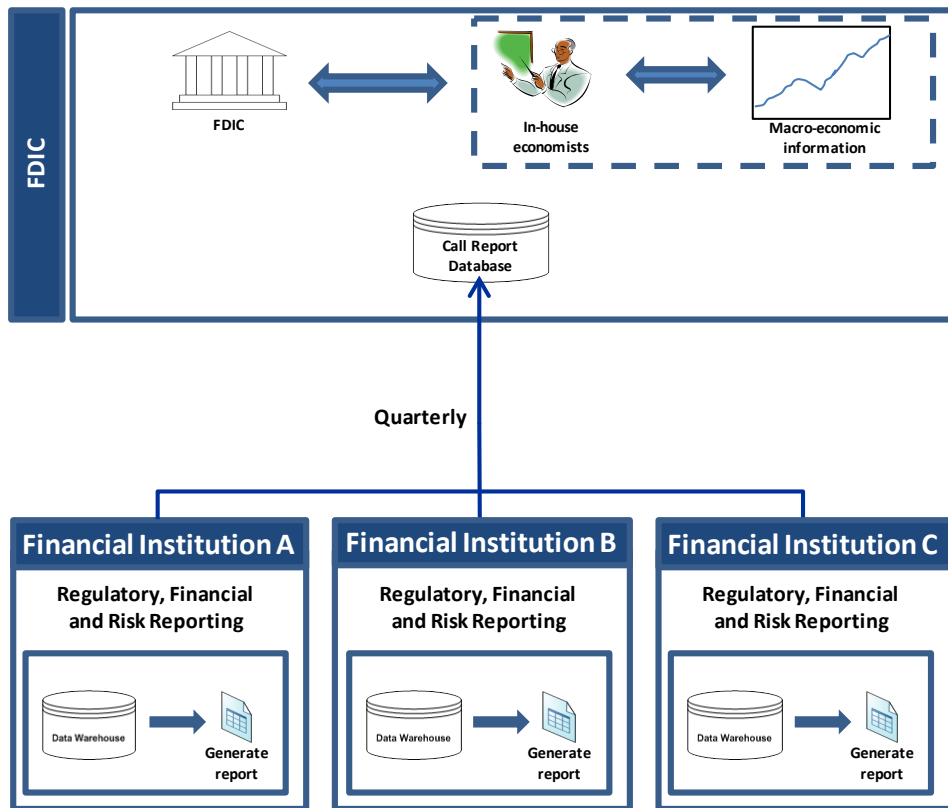 FDIC
FDIC
In-house
economists
Macro-economic
information
Call Report
Database
Quarterly
Financial Institution A
Regulatory, Financial
and Risk Reporting
Data Warehouse
Generate
report
Financial Institution B
Regulatory, Financial
and Risk Reporting
Data Warehouse
Generate
report
Financial Institution C
Regulatory, Financial
and Risk Reporting
Data Warehouse
Generate
report